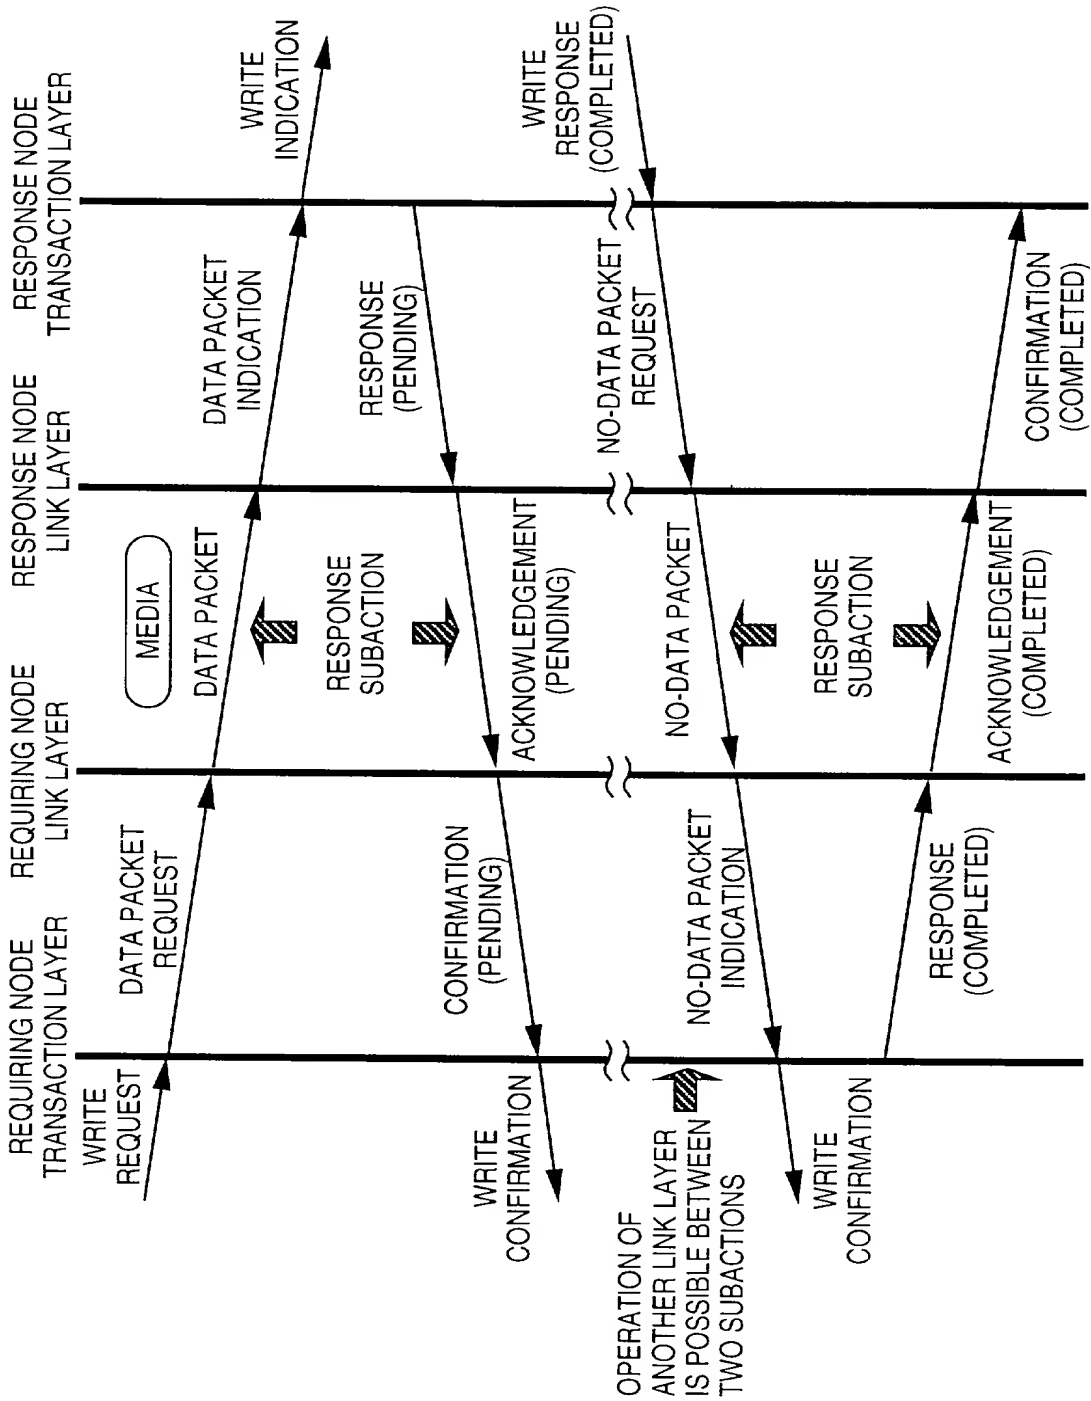 REQUIRING NODE
TRANSACTION LAYER
REQUIRING NODE
LINK LAYER
RESPONSE NODE
LINK LAYER
RESPONSE NODE
TRANSACTION LAYER
WRITE
REQUEST
DATA PACKET
REQUEST
MEDIA
DATA PACKET
DATA PACKET
INDICATION
WRITE
INDICATION
RESPONSE
SUBACTION
RESPONSE
(PENDING)
ACKNOWLEDGEMENT
(PENDING)
CONFIRMATION
(PENDING)
WRITE
CONFIRMATION
OPERATION OF
ANOTHER LINK LAYER
IS POSSIBLE BETWEEN
TWO SUBACTIONS
WRITE
RESPONSE
(COMPLETED)
NO-DATA PACKET
REQUEST
NO-DATA PACKET
NO-DATA PACKET
INDICATION
WRITE
CONFIRMATION
RESPONSE
SUBACTION
RESPONSE
(COMPLETED)
ACKNOWLEDGEMENT
(COMPLETED)
CONFIRMATION
(COMPLETED)